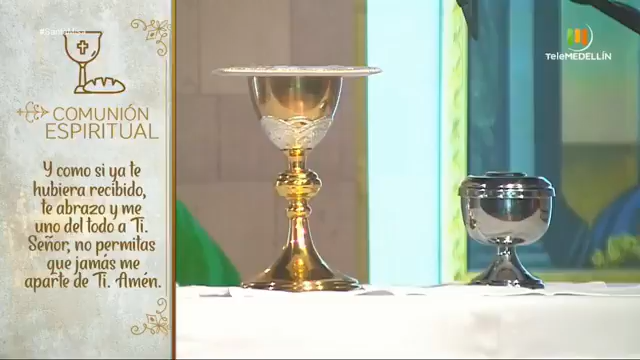 COMUNIÓN
ESPIRITUAL
Y como si ya te
hubiera recibido,
te abrazo y me
uno del todo a Ti.
Señor, no permitas
que jamás me
aparte de Ti. Amén.
TeleMEDELLÍN